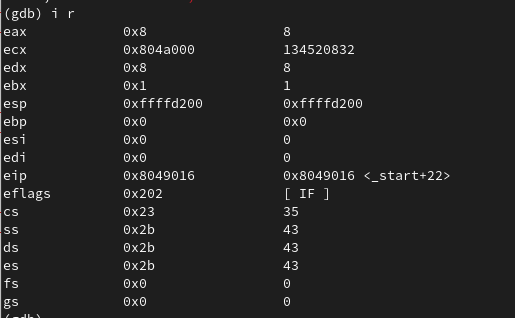 (gdb) i r
eax 0x8 8
ecx 0x804a000 134520832
edx 0x8 8
ebx 0x1 1
esp 0xffffd200 0xffffd200
ebp 0x0 0x0
esi 0x0 0
edi 0x0 0
eip 0x8049016 0x8049016 <_start+22>
eflags 0x202 [ IF ]
cs 0x23 35
ss 0x2b 43
ds 0x2b 43
es 0x2b 43
fs 0x0 0
gs 0x0 0
(gdb)